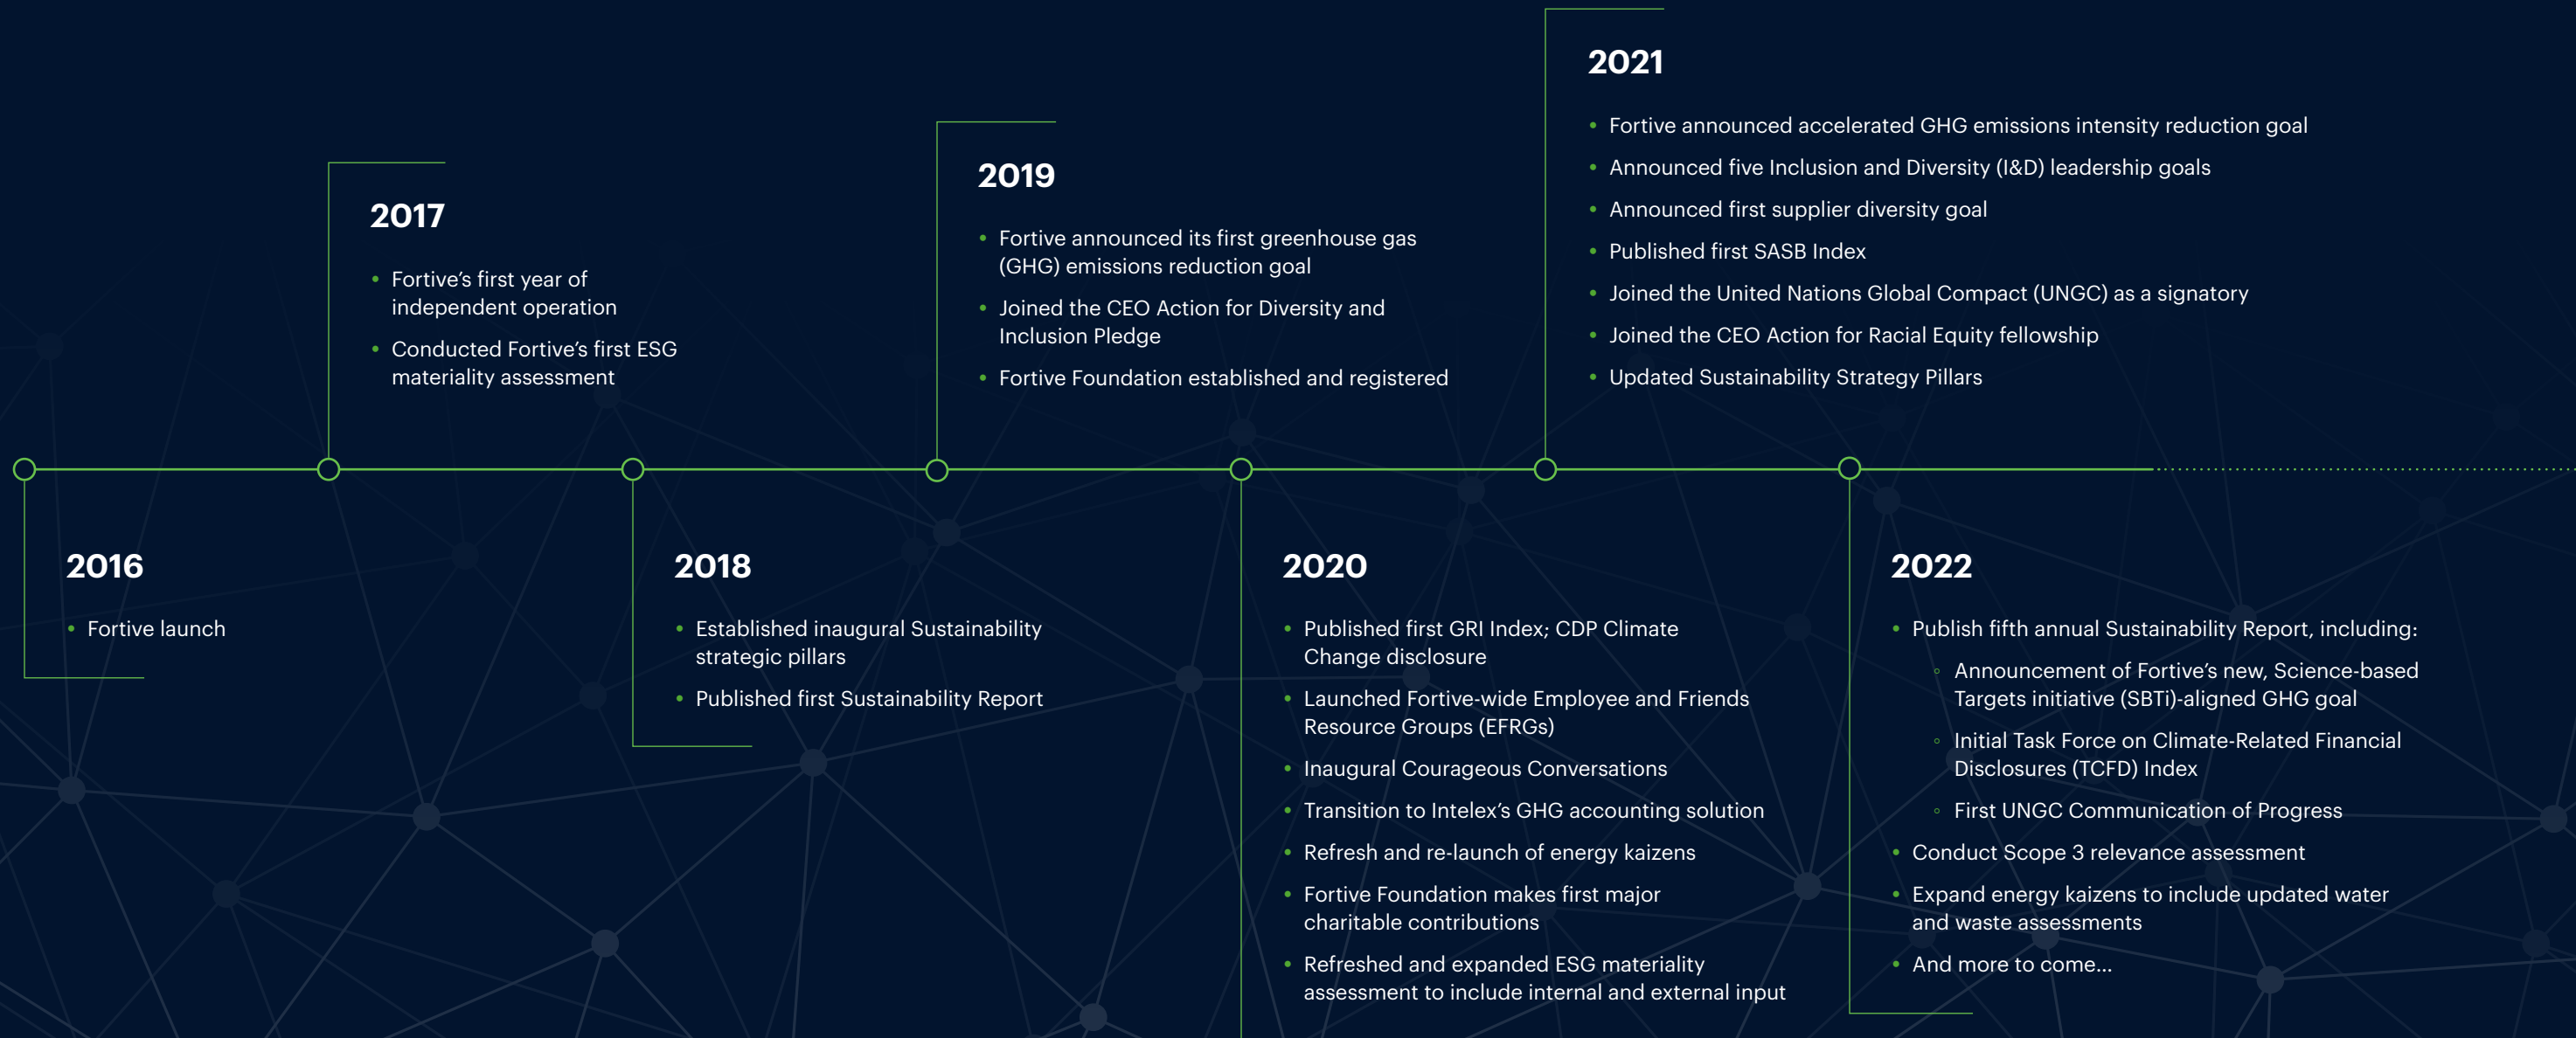 2016
• Fortive launch
2017
• Fortive’s first year of
independent operation
• Conducted Fortive’s first ESG
materiality assessment
2018
• Established inaugural Sustainability
strategic pillars
• Published first Sustainability Report
2019
• Fortive announced its first greenhouse gas
(GHG) emissions reduction goal
• Joined the CEO Action for Diversity and
Inclusion Pledge
• Fortive Foundation established and registered
2020
• Published first GRI Index; CDP Climate
Change disclosure
• Launched Fortive-wide Employee and Friends
Resource Groups (EFRGs)
• Inaugural Courageous Conversations
• Transition to Intelex’s GHG accounting solution
• Refresh and re-launch of energy kaizens
• Fortive Foundation makes first major
charitable contributions
• Refreshed and expanded ESG materiality
assessment to include internal and external input
2021
• Fortive announced accelerated GHG emissions intensity reduction goal
• Announced five Inclusion and Diversity (I&D) leadership goals
• Announced first supplier diversity goal
• Published first SASB Index
• Joined the United Nations Global Compact (UNGC) as a signatory
• Joined the CEO Action for Racial Equity fellowship
• Updated Sustainability Strategy Pillars
2022
• Publish fifth annual Sustainability Report, including:
◦ Announcement of Fortive’s new, Science-based
Targets initiative (SBTi)-aligned GHG goal
◦ Initial Task Force on Climate-Related Financial
Disclosures (TCFD) Index
◦ First UNGC Communication of Progress
• Conduct Scope 3 relevance assessment
• Expand energy kaizens to include updated water
and waste assessments
• And more to come...